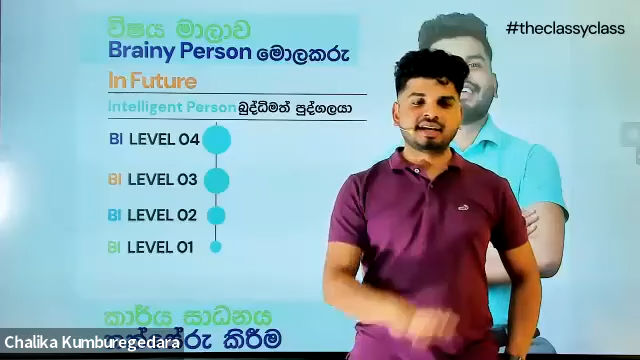 විෂය මාලාව
#theclassyclass
Brainy Person මොලකරු
In Future
Intelligent Person බුද්ධිමත් පුද්ගලයා
BI LEVEL 04
BI LEVEL 03
BI LEVEL 02
BI LEVEL 01
කාර්ය සාධනය
කිරීම
Chalika Kumburegedara